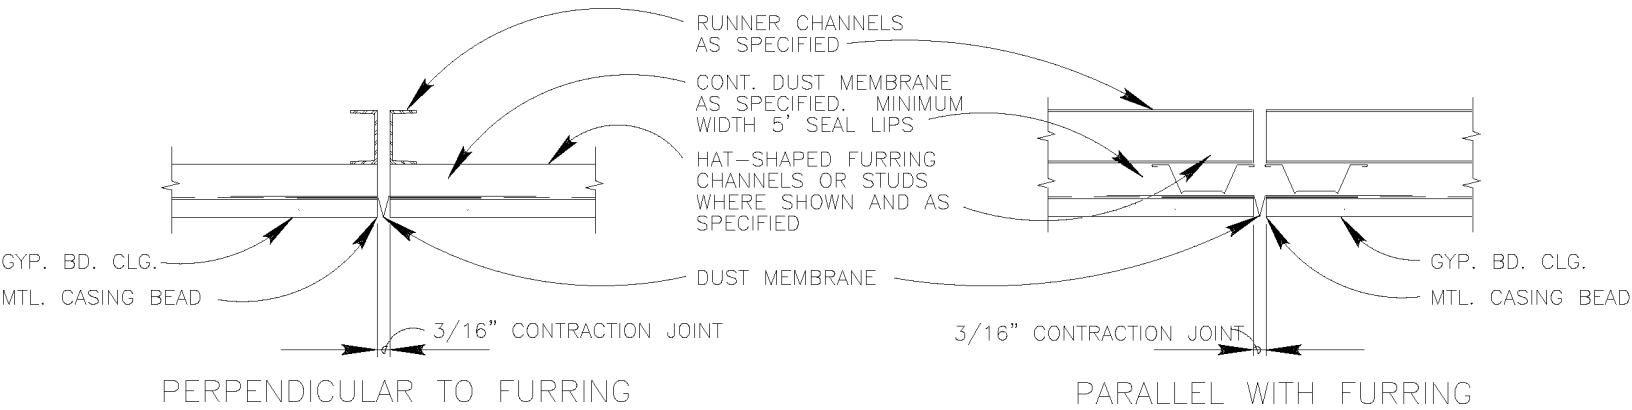 RUNNER CHANNELS
AS SPECIFIED
CONT. DUST MEMBRANE
AS SPECIFIED. MINIMUM
WIDTH 5' SEAL LIPS
HAT-SHAPED FURRING
CHANNELS OR STUDS
WHERE SHOWN AND AS
SPECIFIED
GYP. BD. CLG.
MTL. CASING BEAD
DUST MEMBRANE
GYP. BD. CLG.
MTL. CASING BEAD
3/16" CONTRACTION JOINT
3/16" CONTRACTION JOINT
PERPENDICULAR TO FURRING
PARALLEL WITH FURRING